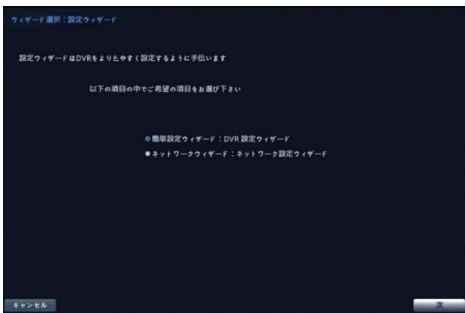 ウィザード選択：設定ウィザード
設定ウィザードはDVRをよりたやすく設定するように手伝います
以下の項目の中でご希望の項目をお選び下さい
簡単設定ウィザード：DVR 設定ウィザード
ネットワークウィザード：ネットワーク設定ウィザード
キャンセル
次